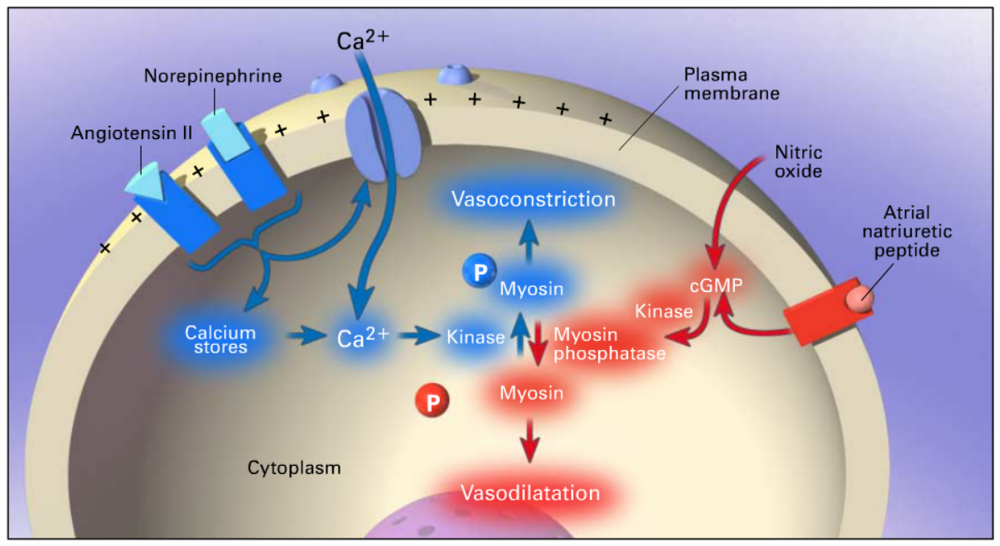 Ca2+
Norepinephrine
Angiotensin II
Plasma
membrane
+ + + + + + + + + + +
Nitric
oxide
Vasoconstriction
Atrial
natriuretic
peptide
P
Myosin
cGMP
Kinase
Calcium
stores
Ca2+
Kinase
Myosin
phosphatase
P
Myosin
Cytoplasm
Vasodilatation